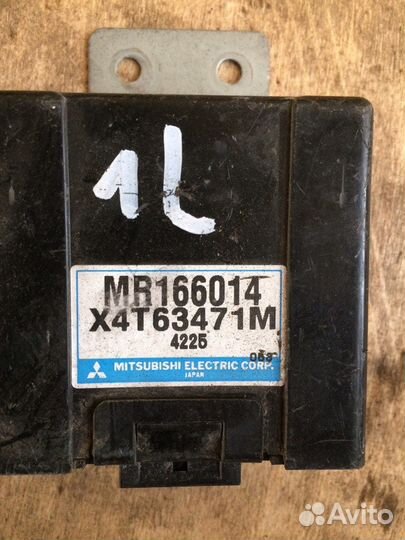 1L
MR166014
X4T63471M
4225
MITSUBISHI ELECTRIC CORP.
JAPAN
Avito